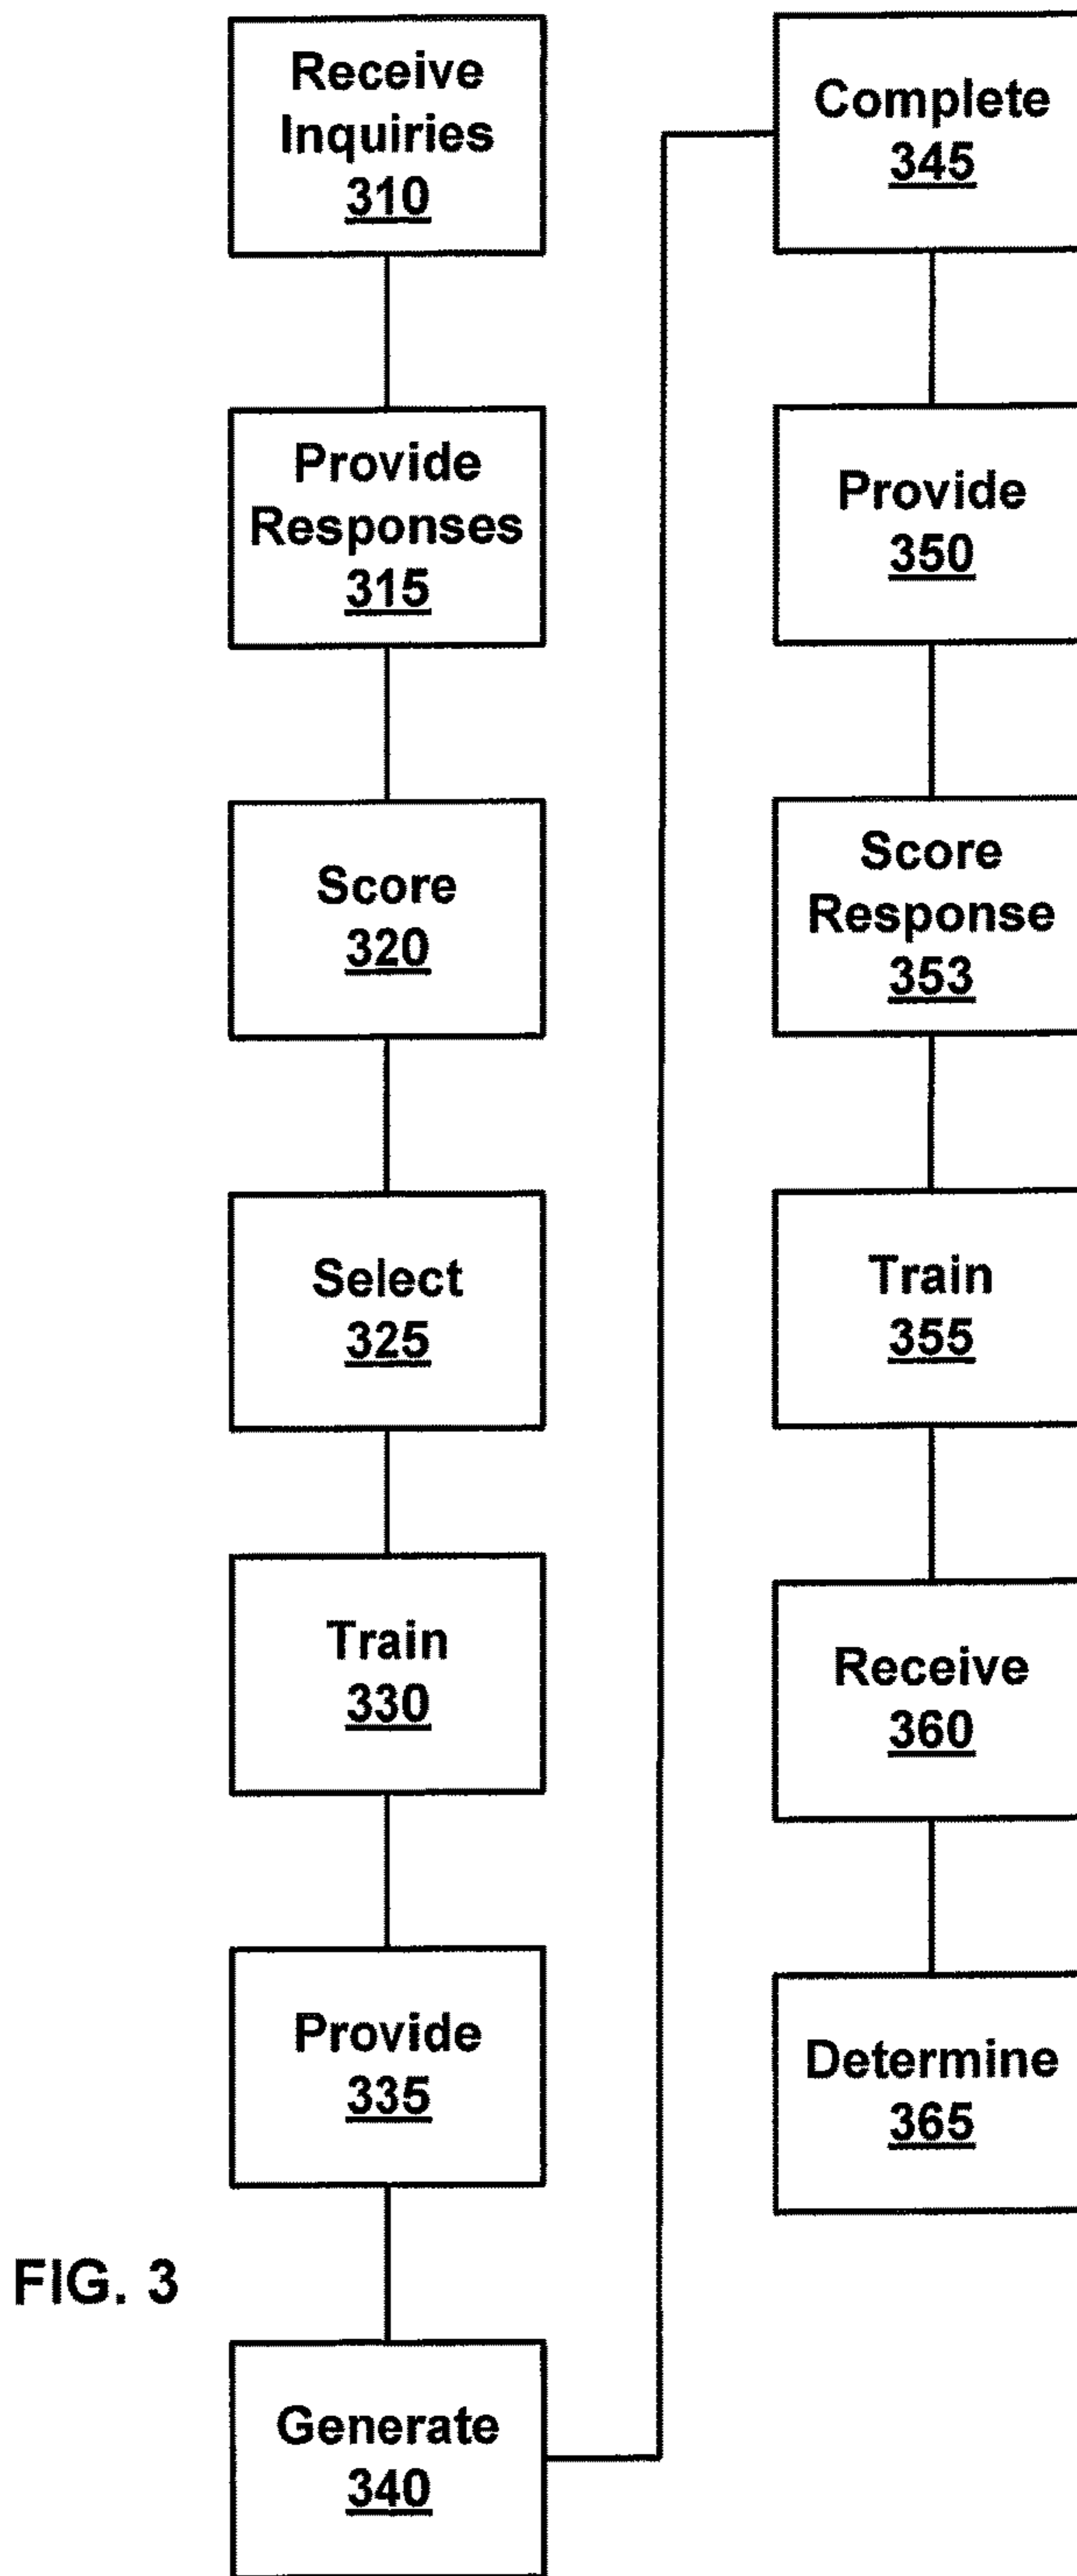 Receive
Inquiries
310
Provide
Responses
315
Score
320
Select
325
Train
330
Provide
335
Generate
340
Complete
345
Provide
350
Score
Response
353
Train
355
Receive
360
Determine
365
FIG. 3